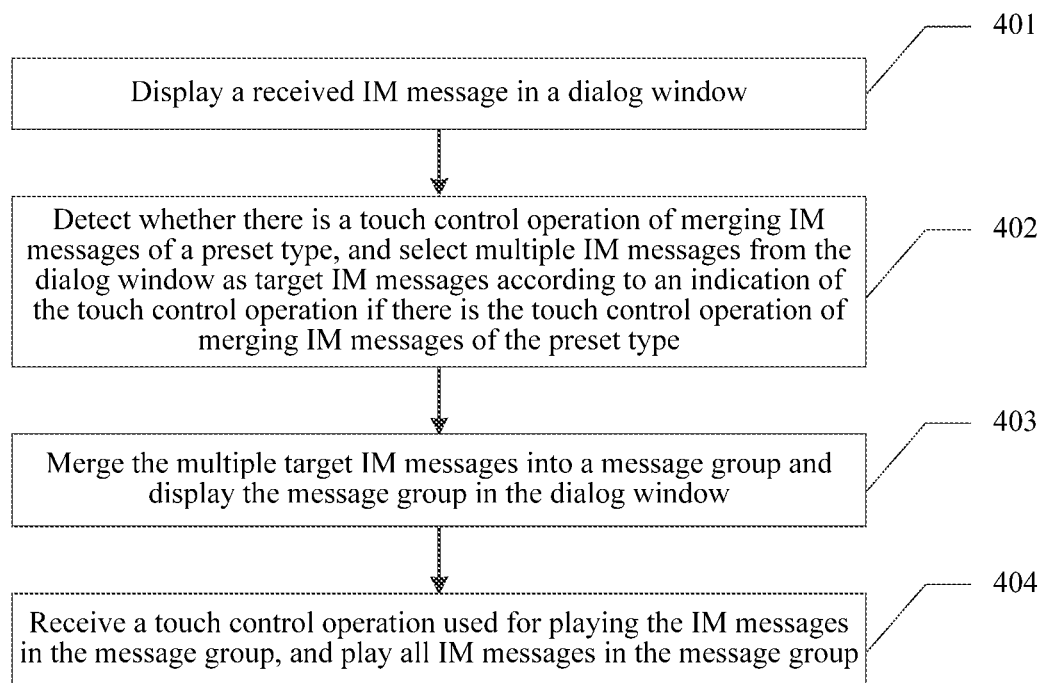 401
Display a received IM message in a dialog window
402
Detect whether there is a touch control operation of merging IM
messages of a preset type, and select multiple IM messages from the
dialog window as target IM messages according to an indication of
the touch control operation if there is the touch control operation of
merging IM messages of the preset type
403
Merge the multiple target IM messages into a message group and
display the message group in the dialog window
404
Receive a touch control operation used for playing the IM messages
in the message group, and play all IM messages in the message group